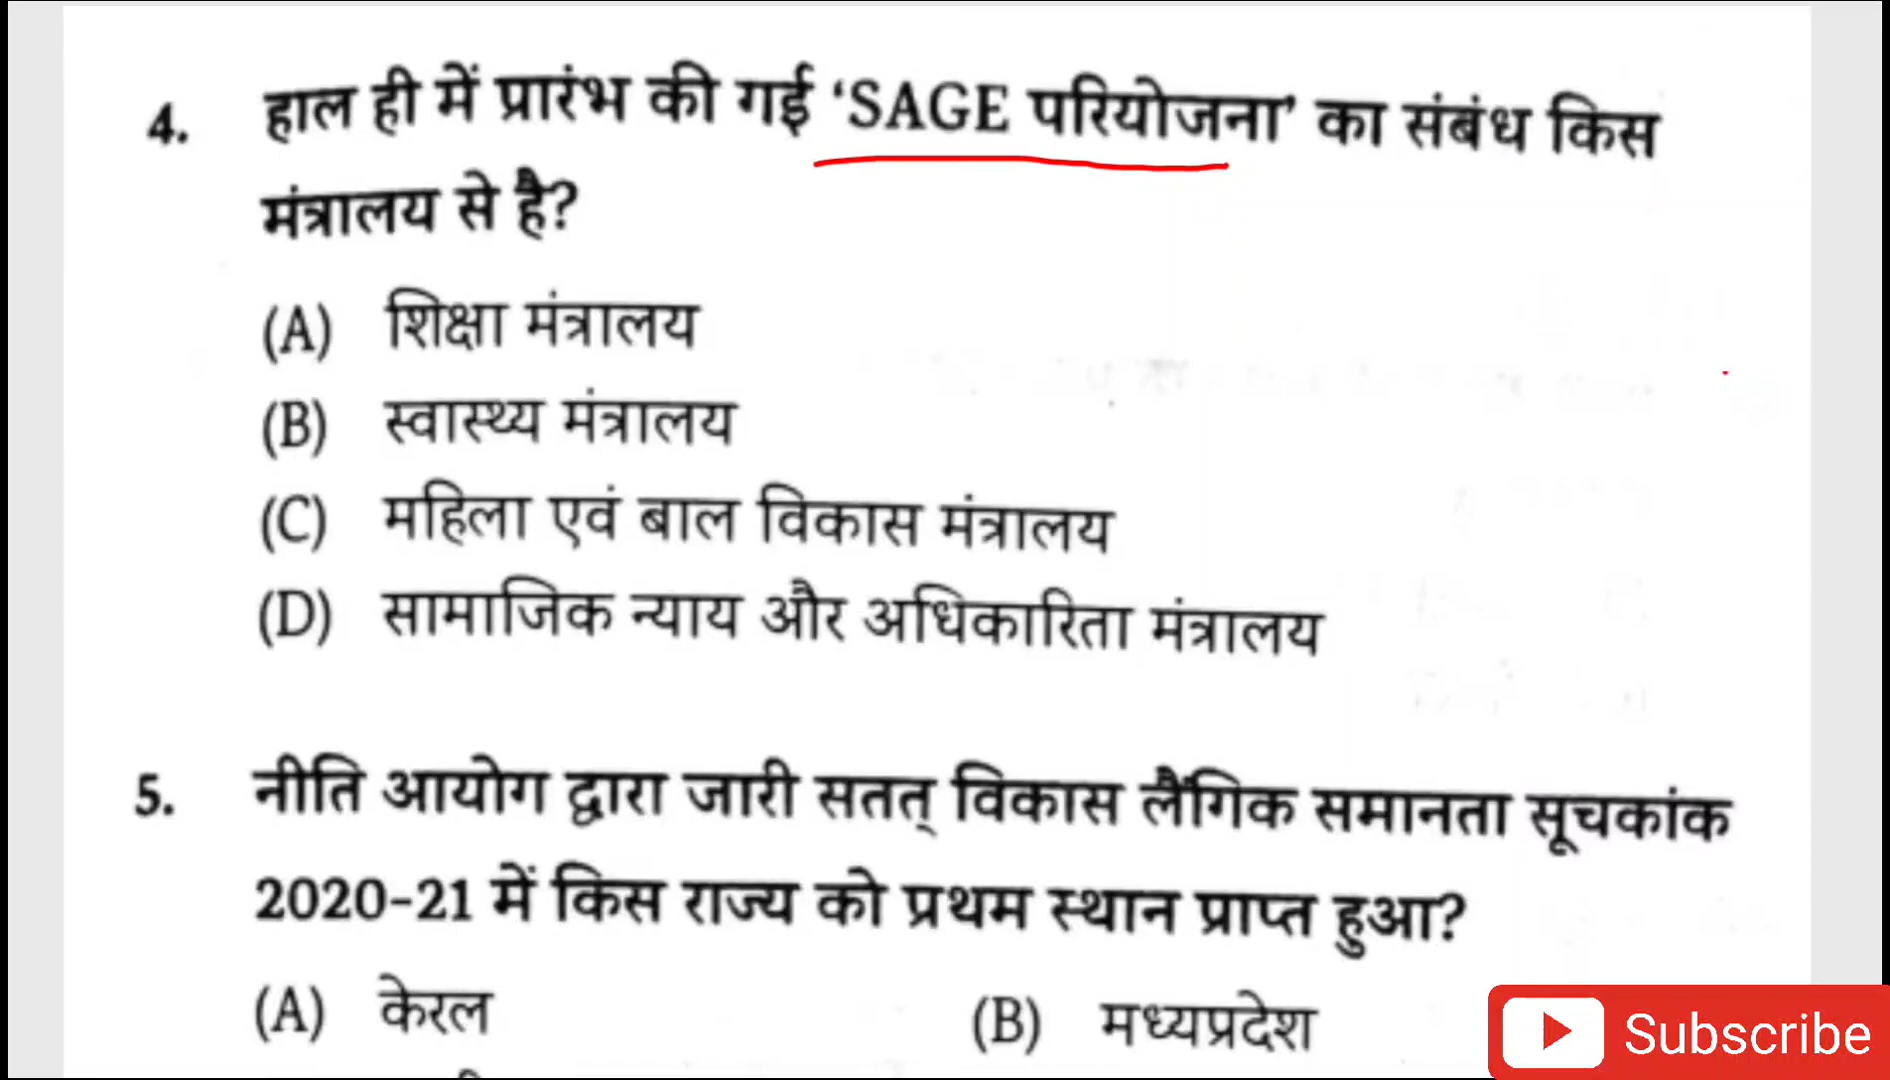 4. हाल ही में प्रारंभ की गई ‘SAGE परियोजना’ का संबंध किस
मंत्रालय से है?
(A) शिक्षा मंत्रालय
(B) स्वास्थ्य मंत्रालय
(C) महिला एवं बाल विकास मंत्रालय
(D) सामाजिक न्याय और अधिकारिता मंत्रालय
5. नीति आयोग द्वारा जारी सतत् विकास लैंगिक समानता सूचकांक
2020-21 में किस राज्य को प्रथम स्थान प्राप्त हुआ?
(A) केरल (B) मध्यप्रदेश
Subscribe